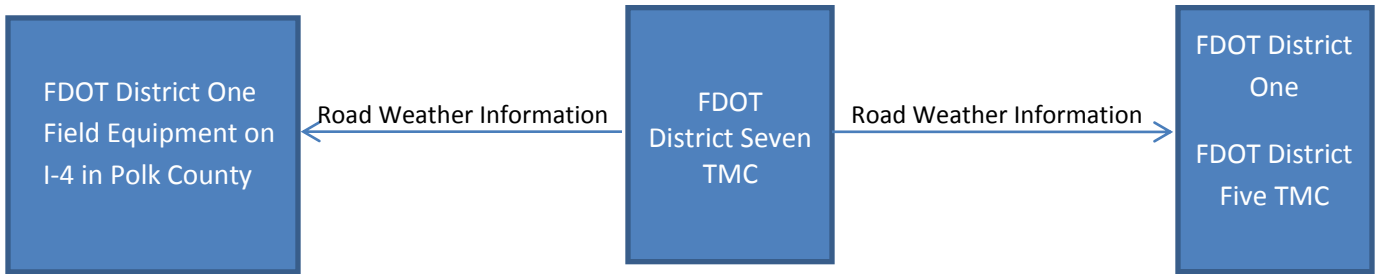 FDOT District One
Field Equipment on
I-4 in Polk County
Road Weather Information
FDOT
District Seven
TMC
Road Weather Information
FDOT District
One
FDOT District
Five TMC